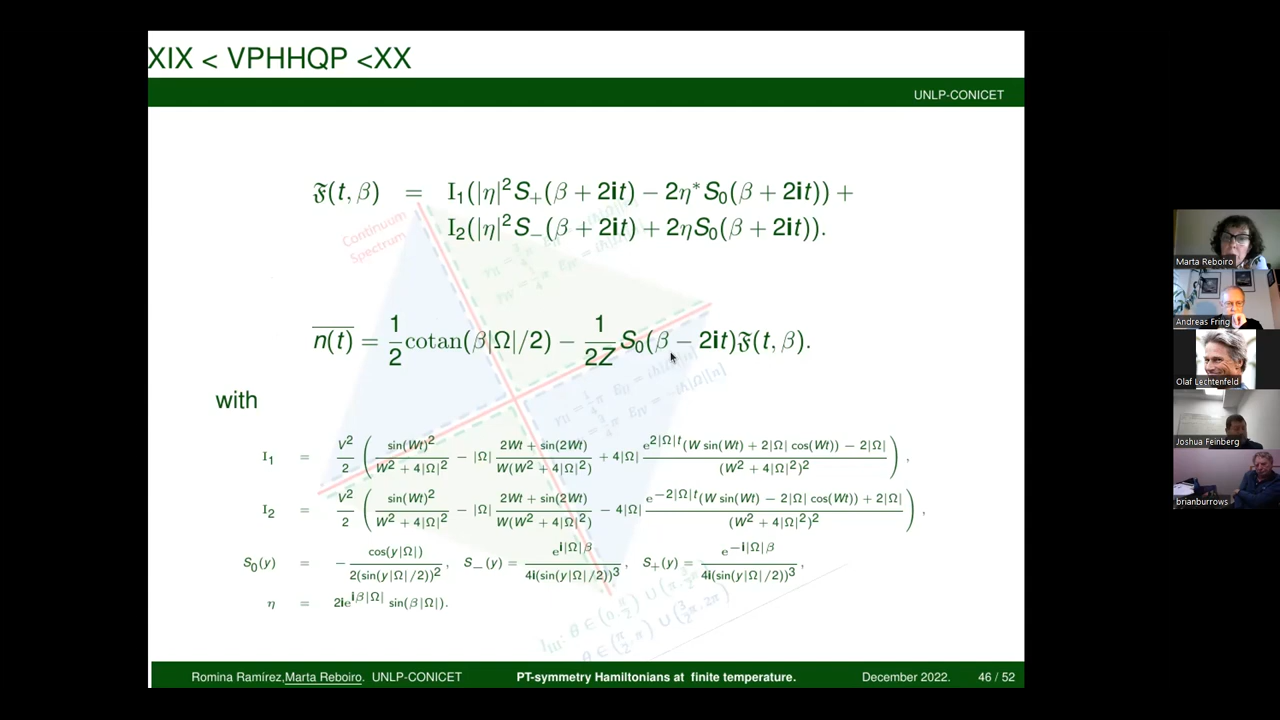 XIX < VPHHQP <XX
UNLP-CONICET
𝔉(t, β) = I₁(|η|²S₊(β + 2it) − 2η*S₀(β + 2it)) +
I₂(|η|²S₋(β + 2it) + 2ηS₀(β + 2it)).
Continuum
Spectrum
n(t)‾ = 1/2 cotan(β|Ω|/2) − 1/2Z S₀(β − 2it)𝔉(t, β).
with
I₁ = V²/2 ( sin(Wt)²/W² + 4|Ω|² − |Ω| 2Wt + sin(2Wt)/W(W² + 4|Ω|²) + 4|Ω| e^{2|Ω|t}(W sin(Wt) + 2|Ω| cos(Wt)) − 2|Ω|/(W² + 4|Ω|²)² ) ,
I₂ = V²/2 ( sin(Wt)²/W² + 4|Ω|² − |Ω| 2Wt + sin(2Wt)/W(W² + 4|Ω|²) − 4|Ω| e^{−2|Ω|t}(W sin(Wt) − 2|Ω| cos(Wt)) + 2|Ω|/(W² + 4|Ω|²)² ) ,
S₀(y) = − cos(y|Ω|)/2(sin(y|Ω|/2))² , S₋(y) = e^{i|Ω|β}/4i(sin(y|Ω|/2))³ , S₊(y) = e^{−i|Ω|β}/4i(sin(y|Ω|/2))³ ,
η = 2ie^{iβ|Ω|} sin(β|Ω|).
Romina Ramírez,Marta Reboiro. UNLP-CONICET PT-symmetry Hamiltonians at finite temperature. December 2022. 46 / 52
Marta Reboiro
Andreas Fring
Olaf Lechtenfeld
Joshua Feinberg
brianburrows